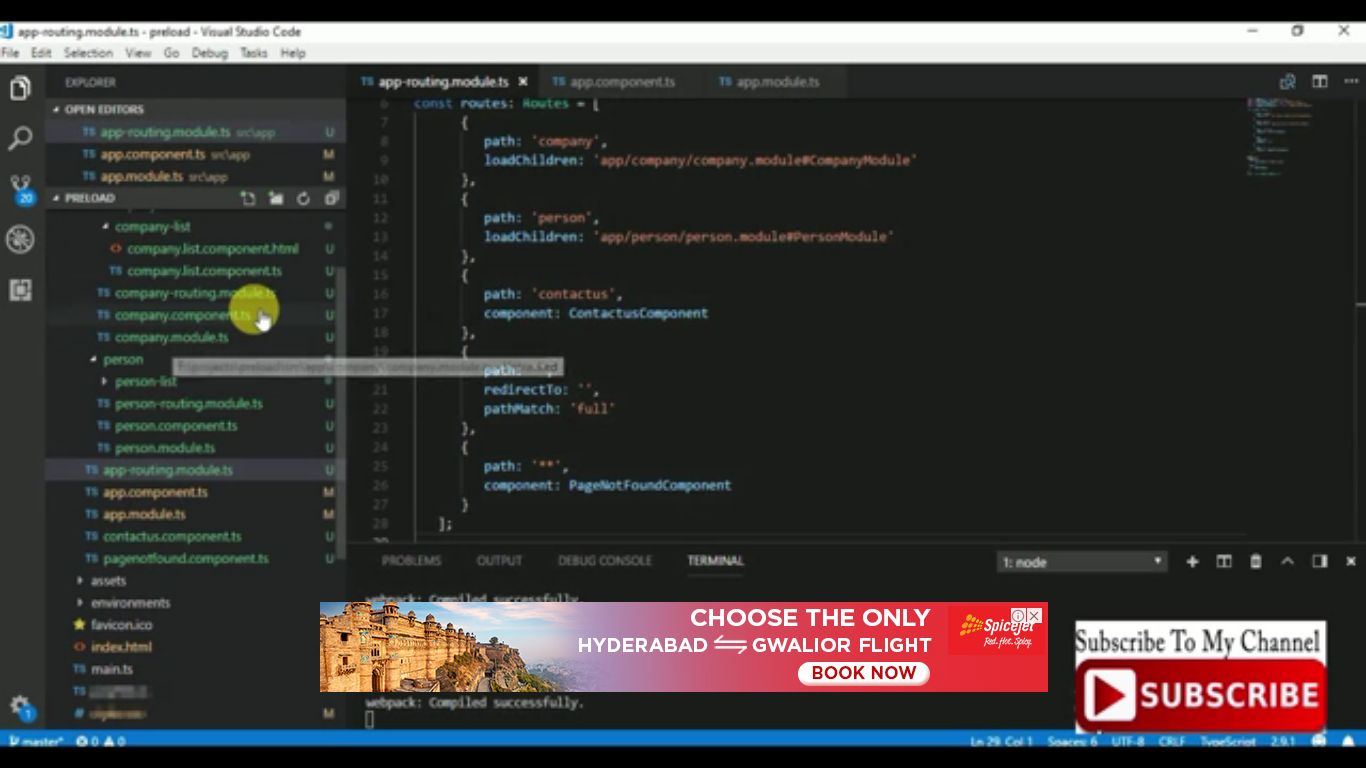 app-routing.module.ts - preload - Visual Studio Code
File Edit Selection View Go Debug Tasks Help
EXPLORER
OPEN EDITORS
TS app-routing.module.ts src\app U
TS app.component.ts src\app M
TS app.module.ts src\app M
PRELOAD
company-list
company.list.component.html U
TS company.list.component.ts U
TS company-routing.module.ts U
TS company.component.ts U
TS company.module.ts U
person
person-list
TS person-routing.module.ts U
TS person.component.ts U
TS person.module.ts U
TS app-routing.module.ts U
TS app.component.ts M
TS app.module.ts M
TS contactus.component.ts U
TS pagenotfound.component.ts U
assets
environments
favicon.ico
index.html
TS main.ts
TS
# M
20
1
TS app-routing.module.ts TS app.component.ts TS app.module.ts
6 const routes: Routes = [
7 {
8 path: 'company',
9 loadChildren: 'app/company/company.module#CompanyModule'
10 },
11 {
12 path: 'person',
13 loadChildren: 'app/person/person.module#PersonModule'
14 },
15 {
16 path: 'contactus',
17 component: ContactusComponent
18 },
19 {
path:
21 redirectTo: '',
22 pathMatch: 'full'
23 },
24 {
25 path: '**',
26 component: PageNotFoundComponent
27 }
28 ];
PROBLEMS OUTPUT DEBUG CONSOLE TERMINAL 1: node
webpack: Compiled successfully.
CHOOSE THE ONLY
HYDERABAD GWALIOR FLIGHT
BOOK NOW
SpiceJet
Red. Hot. Spicy.
webpack: Compiled successfully.
Subscribe To My Channel
SUBSCRIBE
master* 0 0 Ln 29, Col 1 Spaces: 6 UTF-8 CRLF TypeScript 2.9.1